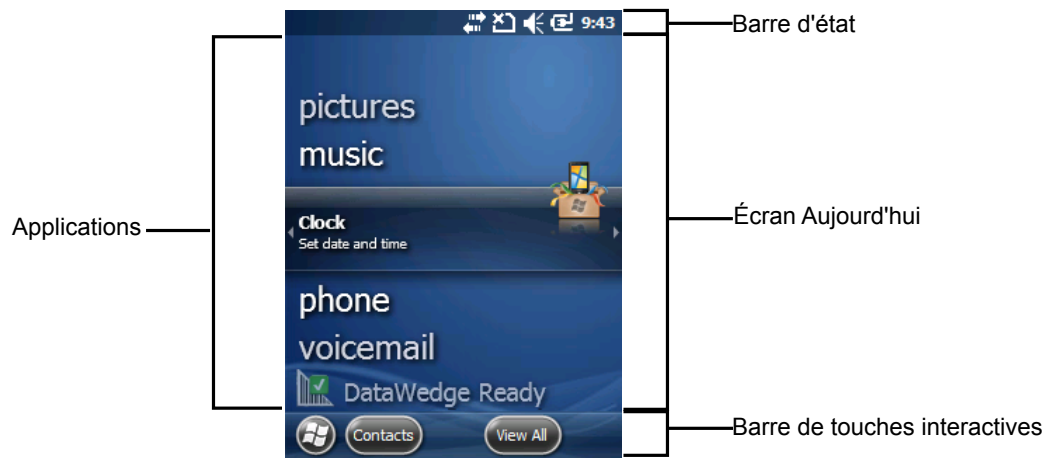 9:43
Barre d'état
pictures
music
Applications
Clock
Set date and time
Écran Aujourd'hui
phone
voicemail
DataWedge Ready
Contacts
View All
Barre de touches interactives